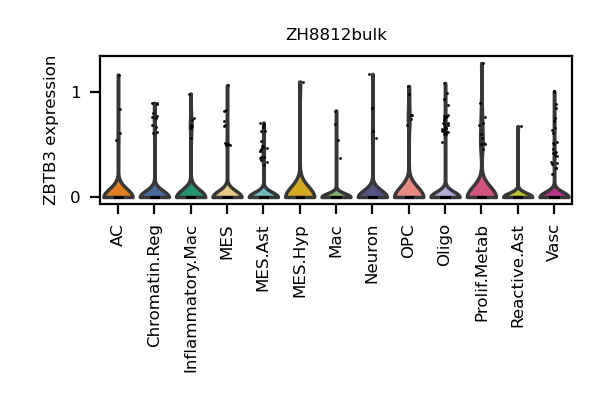 ZH8812bulk
ZBTB3 expression
1
0
AC
Chromatin.Reg
Inflammatory.Mac
MES
MES.Ast
MES.Hyp
Mac
Neuron
OPC
Oligo
Prolif.Metab
Reactive.Ast
Vasc